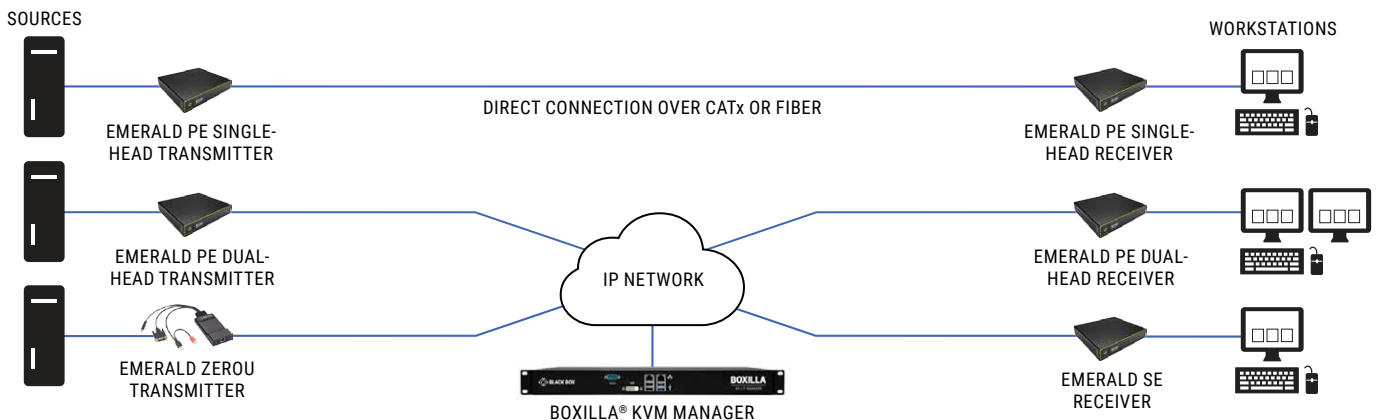 SOURCES
WORKSTATIONS
DIRECT CONNECTION OVER CATx OR FIBER
EMERALD PE SINGLE-
HEAD TRANSMITTER
EMERALD PE SINGLE-
HEAD RECEIVER
EMERALD PE DUAL-
HEAD TRANSMITTER
IP NETWORK
EMERALD PE DUAL-
HEAD RECEIVER
EMERALD ZEROU
TRANSMITTER
BLACK BOX
BOXILLA
EMERALD SE
RECEIVER
BOXILLA® KVM MANAGER